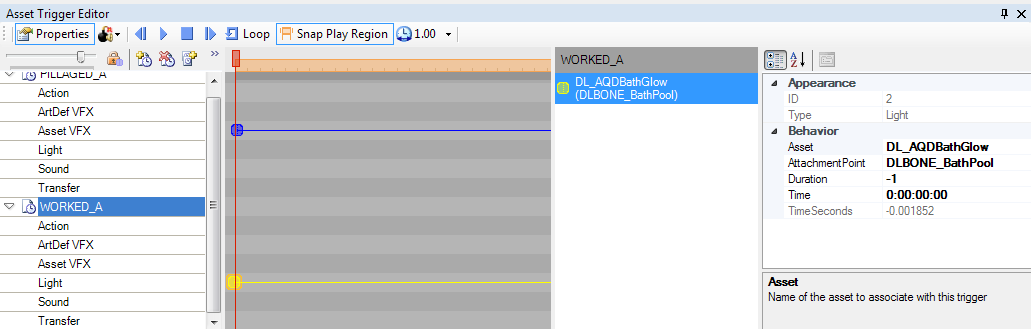 Asset Trigger Editor
Properties Loop Snap Play Region 1.00
PILLAGED_A
Action
ArtDef VFX
Asset VFX
Light
Sound
Transfer
WORKED_A
Action
ArtDef VFX
Asset VFX
Light
Sound
Transfer
WORKED_A
DL_AQDBathGlow
(DLBONE_BathPool)
Appearance
ID 2
Type Light
Behavior
Asset DL_AQDBathGlow
AttachmentPoint DLBONE_BathPool
Duration -1
Time 0:00:00:00
TimeSeconds -0.001852
Asset
Name of the asset to associate with this trigger